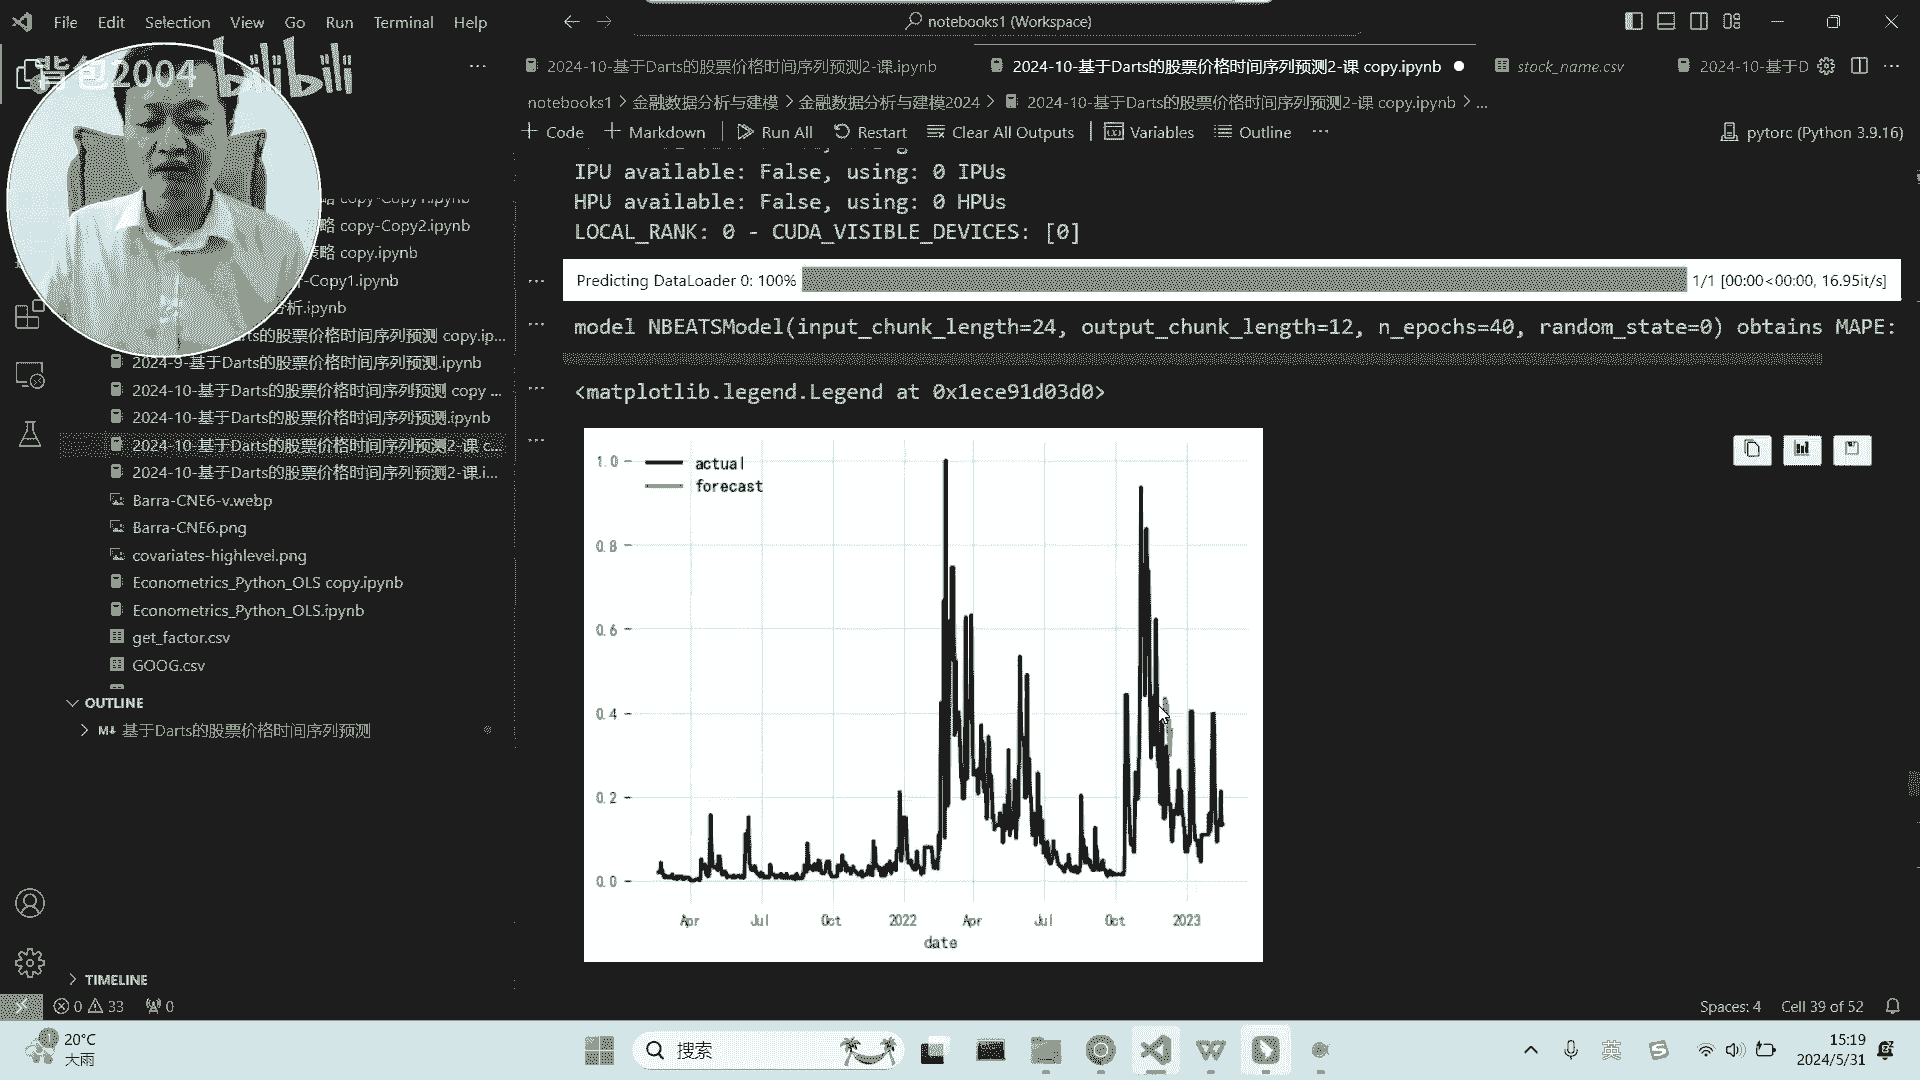 File Edit Selection View Go Run Terminal Help
notebooks1 (Workspace)
背包2004 bilibili
2024-10-基于Darts的股票价格时间序列预测2-课.ipynb
2024-10-基于Darts的股票价格时间序列预测2-课 copy.ipynb
stock_name.csv
2024-10-基于D
notebooks1 > 金融数据分析与建模 > 金融数据分析与建模2024 > 2024-10-基于Darts的股票价格时间序列预测2-课 copy.ipynb > ...
+ Code + Markdown Run All Restart Clear All Outputs Variables Outline ...
pytorc (Python 3.9.16)
略 copy-Copy1.ipynb
略 copy-Copy2.ipynb
策略 copy.ipynb
-Copy1.ipynb
分析.ipynb
rts的股票价格时间序列预测 copy.ip...
2024-9-基于Darts的股票价格时间序列预测.ipynb
2024-10-基于Darts的股票价格时间序列预测 copy ...
2024-10-基于Darts的股票价格时间序列预测.ipynb
2024-10-基于Darts的股票价格时间序列预测2-课 c...
2024-10-基于Darts的股票价格时间序列预测2-课.i...
Barra-CNE6-v.webp
Barra-CNE6.png
covariates-highlevel.png
Econometrics_Python_OLS copy.ipynb
Econometrics_Python_OLS.ipynb
get_factor.csv
GOOG.csv
OUTLINE
M↓ 基于Darts的股票价格时间序列预测
TIMELINE
IPU available: False, using: 0 IPUs
HPU available: False, using: 0 HPUs
LOCAL_RANK: 0 - CUDA_VISIBLE_DEVICES: [0]
Predicting DataLoader 0: 100% 1/1 [00:00<00:00, 16.95it/s]
model NBEATSModel(input_chunk_length=24, output_chunk_length=12, n_epochs=40, random_state=0) obtains MAPE:
<matplotlib.legend.Legend at 0x1ece91d03d0>
actual
forecast
1.0
0.8
0.6
0.4
0.2
0.0
Apr Jul Oct 2022 Apr Jul Oct 2023
date
0 33 0
Spaces: 4 Cell 39 of 52
20°C
大雨
搜索
英
15:19
2024/5/31